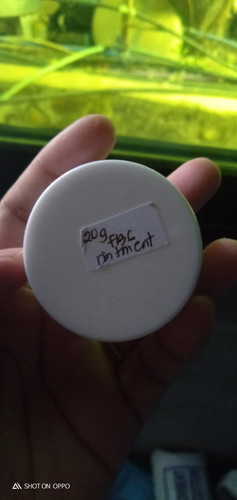 20g FBC
ointment
SHOT ON OPPO